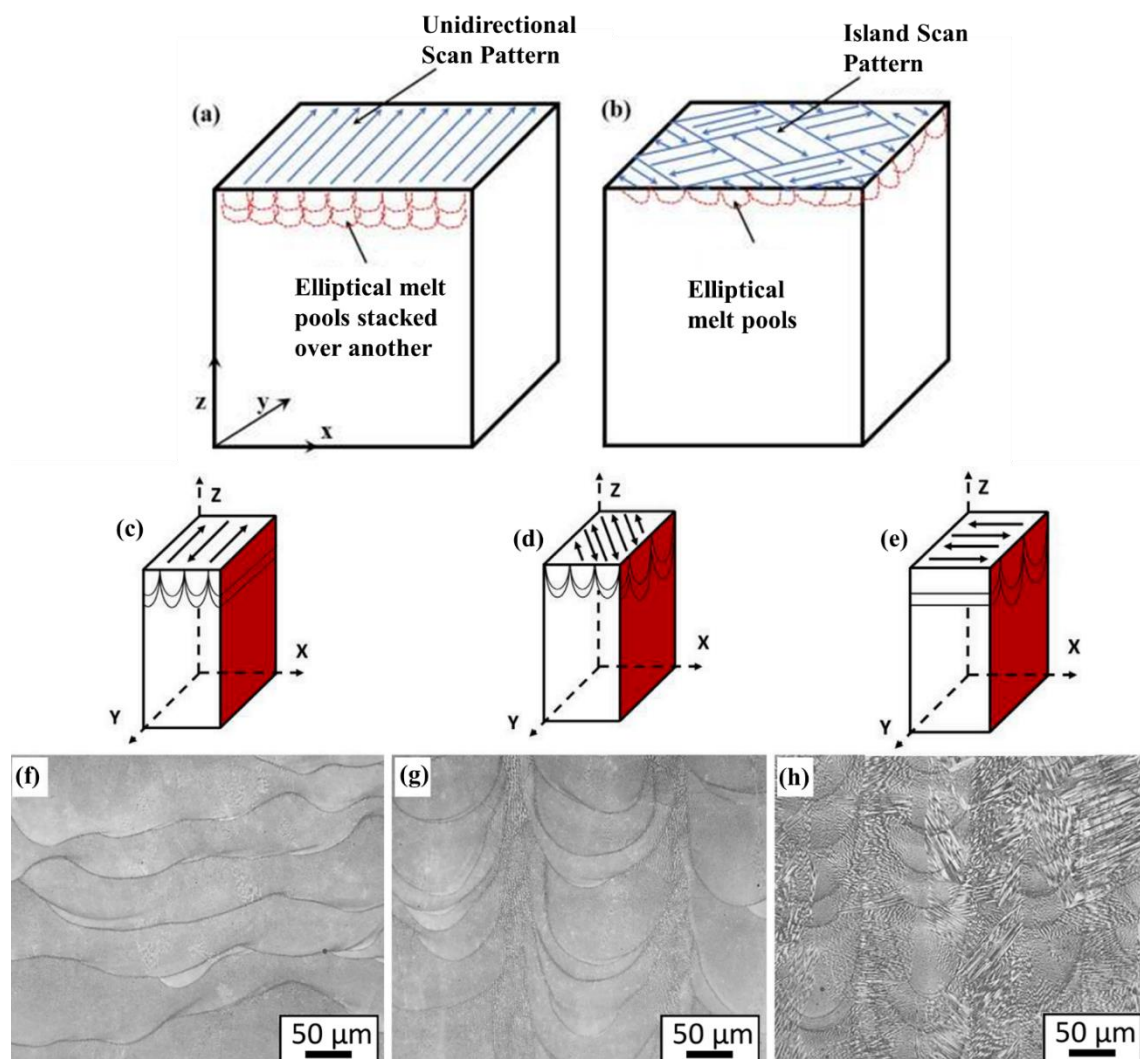 Unidirectional
Scan Pattern
Island Scan
Pattern
(a)
(b)
Elliptical melt
pools stacked
over another
Elliptical
melt pools
z
y
x
(c)
Z
X
Y
(d)
Z
X
Y
(e)
Z
X
Y
(f)
50 µm
(g)
50 µm
(h)
50 µm